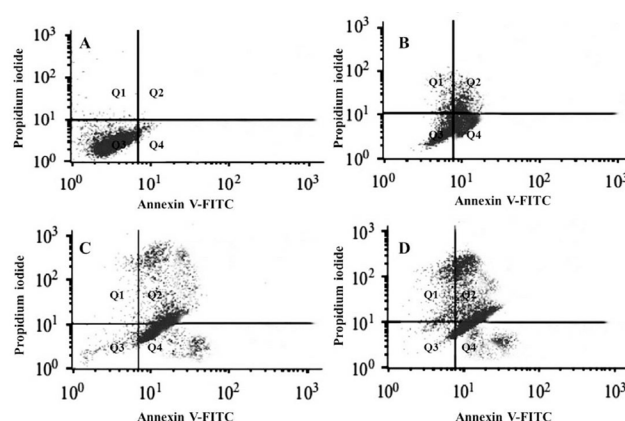 A
Propidium iodide
10³
10²
10¹
10⁰
Q1 Q2
Q3 Q4
10⁰ 10¹ 10² 10³
Annexin V-FITC
B
Propidium iodide
10³
10²
10¹
10⁰
Q1 Q2
Q3 Q4
10⁰ 10¹ 10² 10³
Annexin V-FITC
C
Propidium iodide
10³
10²
10¹
10⁰
Q1 Q2
Q3 Q4
10⁰ 10¹ 10² 10³
Annexin V-FITC
D
Propidium iodide
10³
10²
10¹
10⁰
Q1 Q2
Q3 Q4
10⁰ 10¹ 10² 10³
Annexin V-FITC